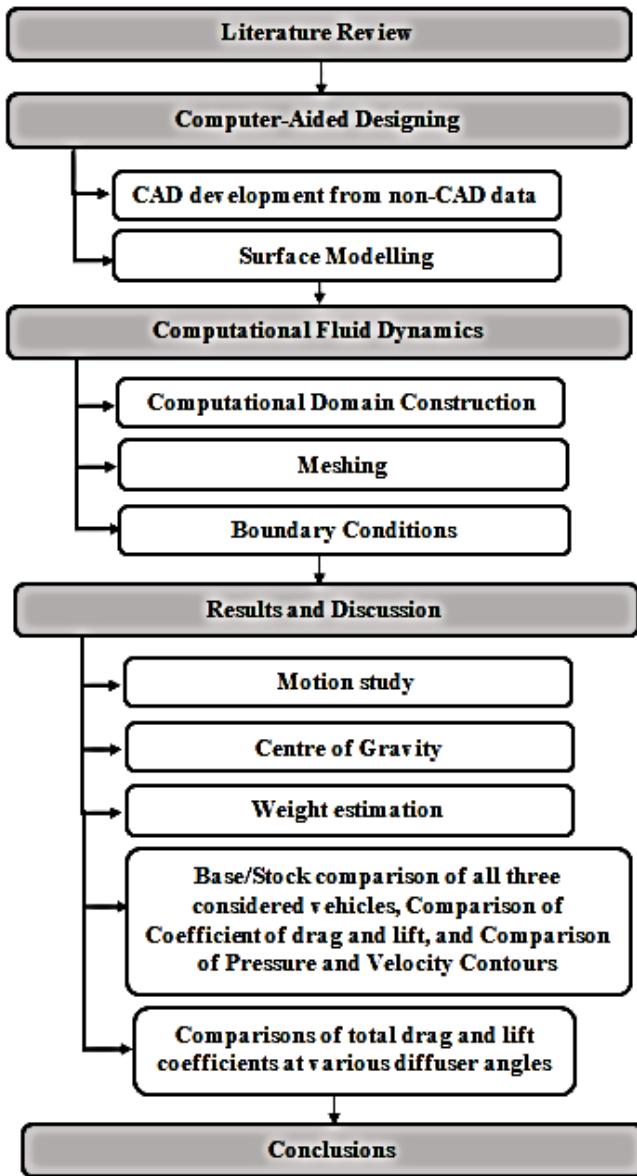 Literature Review
Computer-Aided Designing
CAD development from non-CAD data
Surface Modelling
Computational Fluid Dynamics
Computational Domain Construction
Meshing
Boundary Conditions
Results and Discussion
Motion study
Centre of Gravity
Weight estimation
Base/Stock comparison of all three
considered vehicles, Comparison of
Coefficient of drag and lift, and Comparison
of Pressure and Velocity Contours
Comparisons of total drag and lift
coefficients at various diffuser angles
Conclusions